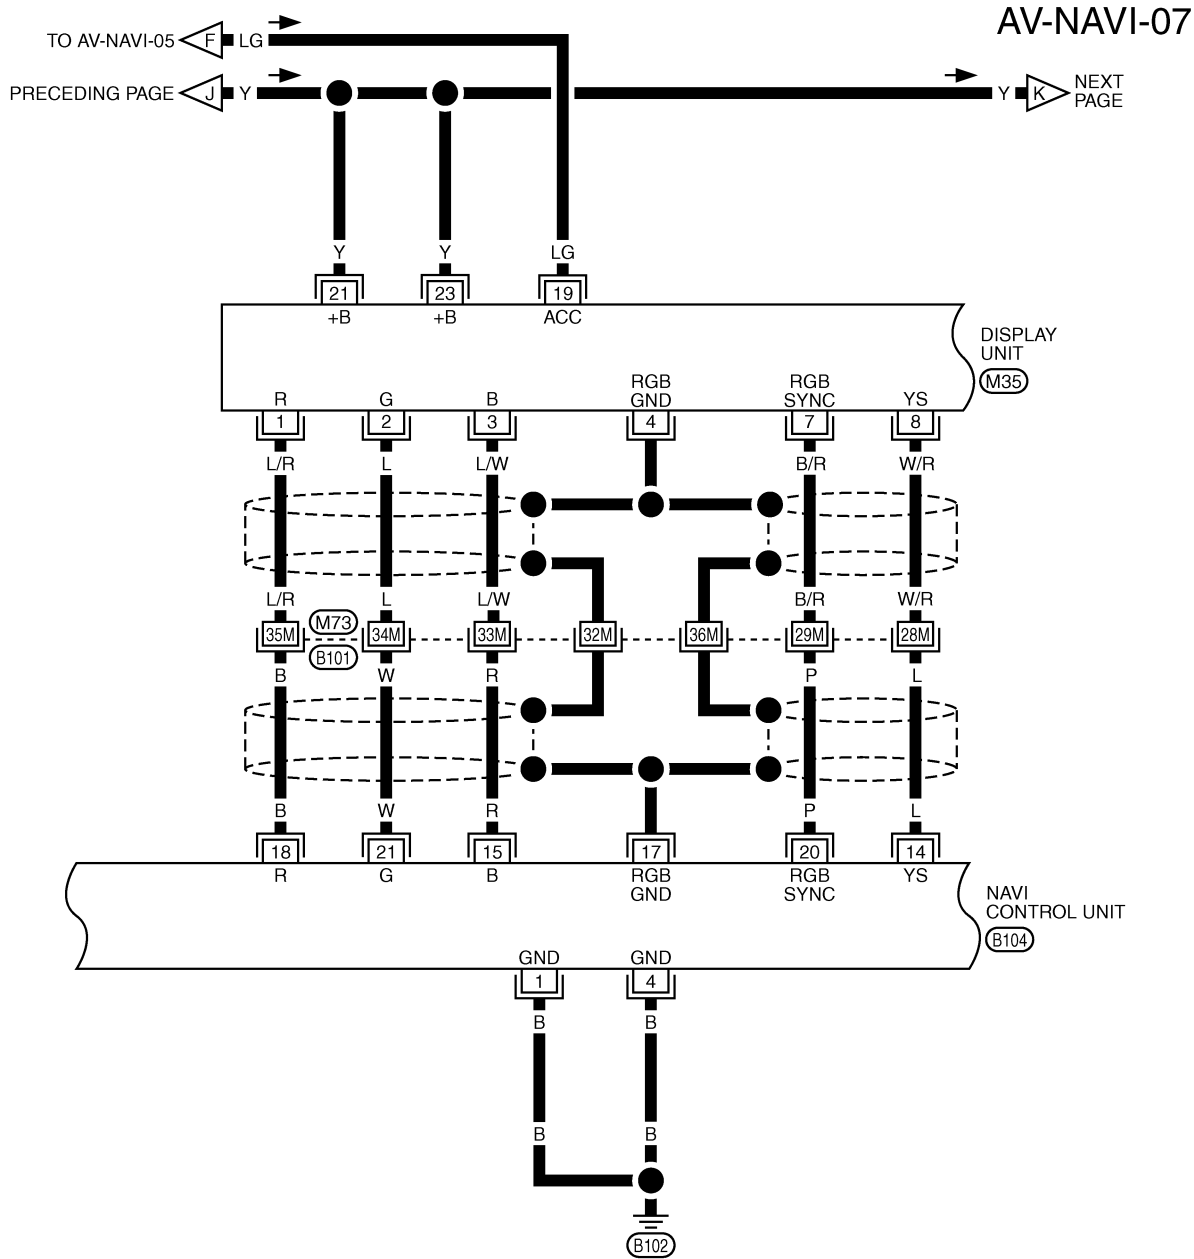 AV-NAVI-07
TO AV-NAVI-05 F LG
PRECEDING PAGE J Y
Y K NEXT
PAGE
Y Y LG
21 23 19
+B +B ACC
DISPLAY
UNIT
M35
RGB RGB
R G B GND SYNC YS
1 2 3 4 7 8
L/R L L/W B/R W/R
L/R L L/W B/R W/R
M73
35M 34M 33M 32M 36M 29M 28M
B101
B W R P L
B W R P L
18 21 15 17 20 14
R G B RGB RGB YS
GND SYNC
NAVI
CONTROL UNIT
B104
GND GND
1 4
B B
B B
B102